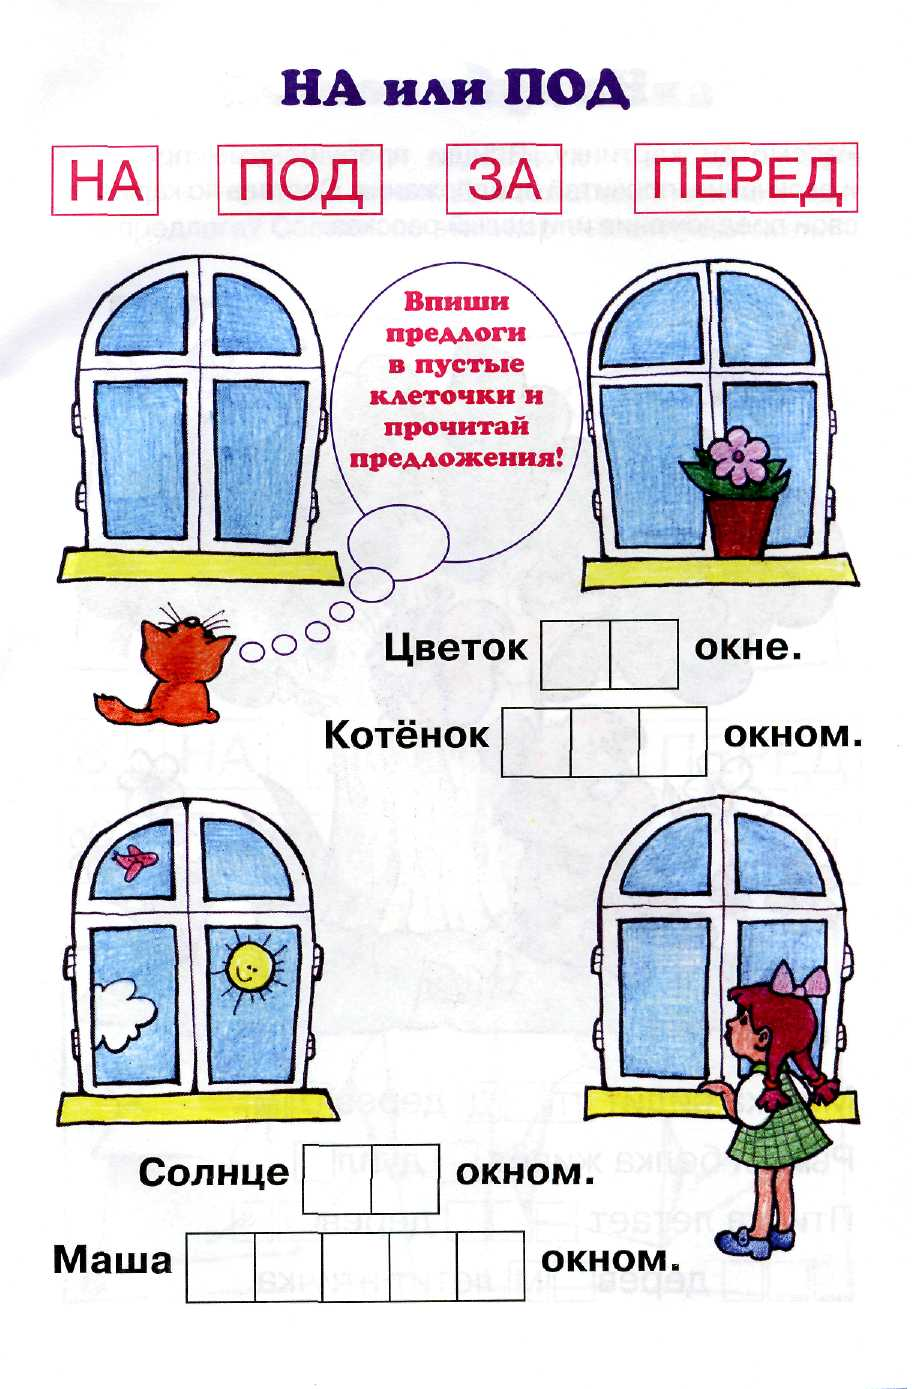 НА или ПОД
НА ПОД ЗА ПЕРЕД
Впиши
предлоги
в пустые
клеточки и
прочитай
предложения!
Цветок окне.
Котёнок окном.
Солнце окном.
Маша окном.